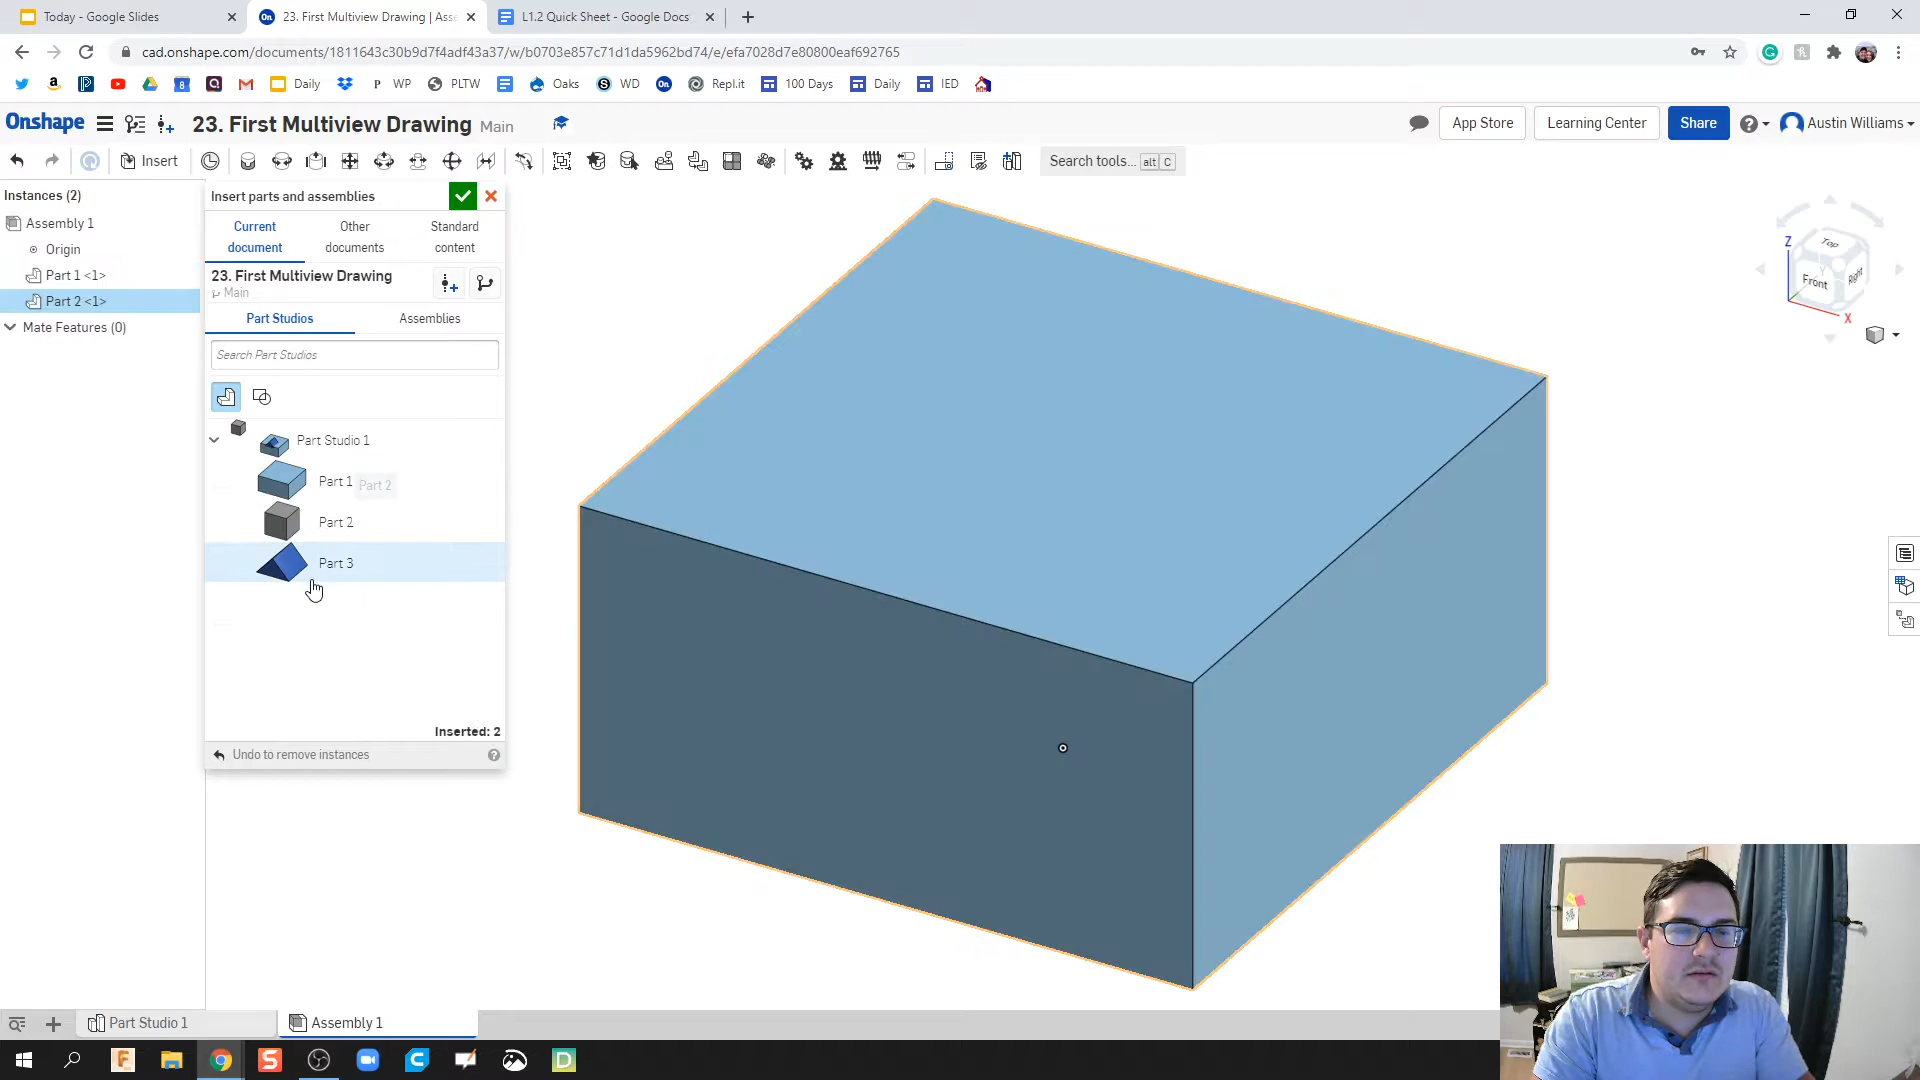 Today - Google Slides
On
23. First Multiview Drawing | Asse
L1.2 Quick Sheet - Google Docs
cad.onshape.com/documents/1811643c30b9d7f4adf43a37/w/b0703e857c71d1da5962bd74/e/efa7028d7e80800eaf692765
Daily
P WP
PLTW
Oaks
WD
On
Repl.it
100 Days
Daily
IED
Onshape
23. First Multiview Drawing Main
App Store
Learning Center
Share
Austin Williams
Insert
Search tools... alt C
Instances (2)
Assembly 1
Origin
Part 1 <1>
Part 2 <1>
Mate Features (0)
Insert parts and assemblies
Current document
Other documents
Standard content
23. First Multiview Drawing
Main
Part Studios
Assemblies
Search Part Studios
Part Studio 1
Part 1
Part 2
Part 2
Part 3
Inserted: 2
Undo to remove instances
Z
Top
Front
Right
Y
X
Part Studio 1
Assembly 1